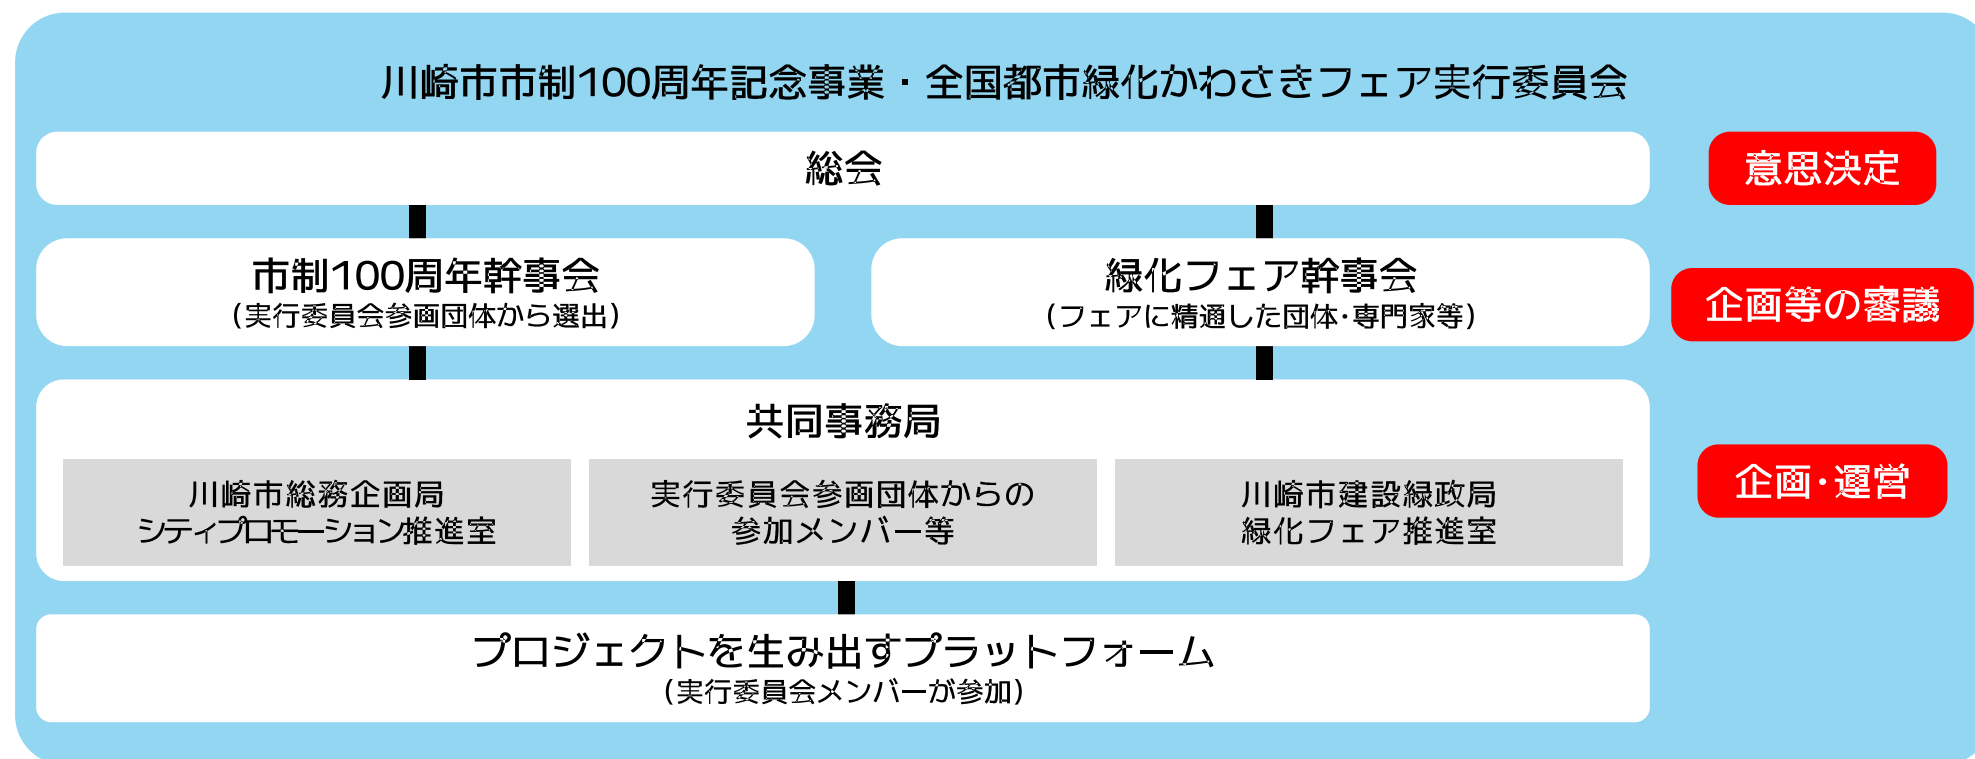 川崎市市制100周年記念事業・全国都市緑化かわさきフェア実行委員会
総会
意思決定
市制100周年幹事会
（実行委員会参画団体から選出）
緑化フェア幹事会
（フェアに精通した団体・専門家等）
企画等の審議
共同事務局
川崎市総務企画局
シティプロモーション推進室
実行委員会参画団体からの
参加メンバー等
川崎市建設緑政局
緑化フェア推進室
企画・運営
プロジェクトを生み出すプラットフォーム
（実行委員会メンバーが参加）